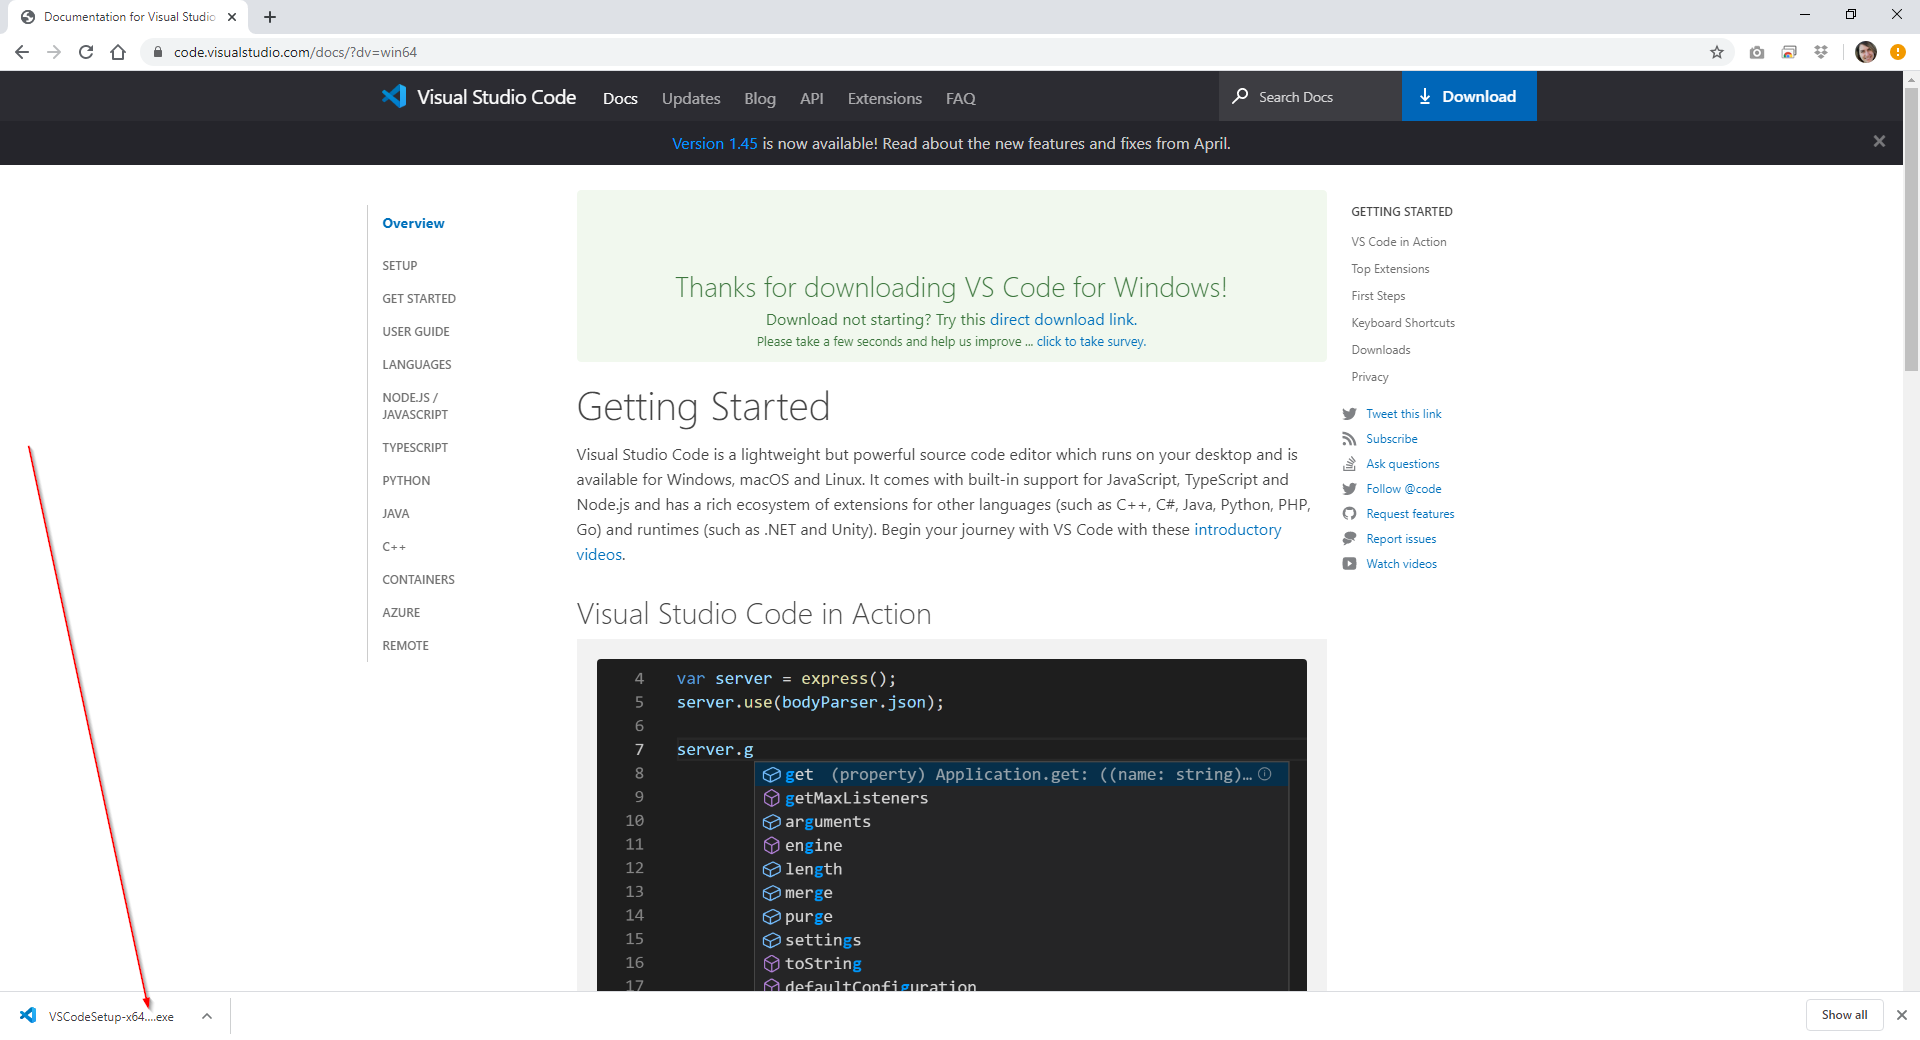 Documentation for Visual Studio
code.visualstudio.com/docs/?dv=win64
Visual Studio Code
Docs
Updates
Blog
API
Extensions
FAQ
Search Docs
Download
Version 1.45 is now available! Read about the new features and fixes from April.
Overview
SETUP
GET STARTED
USER GUIDE
LANGUAGES
NODE.JS /
JAVASCRIPT
TYPESCRIPT
PYTHON
JAVA
C++
CONTAINERS
AZURE
REMOTE
Thanks for downloading VS Code for Windows!
Download not starting? Try this direct download link.
Please take a few seconds and help us improve ... click to take survey.
Getting Started
Visual Studio Code is a lightweight but powerful source code editor which runs on your desktop and is
available for Windows, macOS and Linux. It comes with built-in support for JavaScript, TypeScript and
Node.js and has a rich ecosystem of extensions for other languages (such as C++, C#, Java, Python, PHP,
Go) and runtimes (such as .NET and Unity). Begin your journey with VS Code with these introductory
videos.
Visual Studio Code in Action
4 var server = express();
5 server.use(bodyParser.json);
6
7 server.g
8 get (property) Application.get: ((name: string)...
9 getMaxListeners
10 arguments
11 engine
12 length
13 merge
14 purge
15 settings
16 toString
17 defaultConfiguration
GETTING STARTED
VS Code in Action
Top Extensions
First Steps
Keyboard Shortcuts
Downloads
Privacy
Tweet this link
Subscribe
Ask questions
Follow @code
Request features
Report issues
Watch videos
VSCodeSetup-x64....exe
Show all